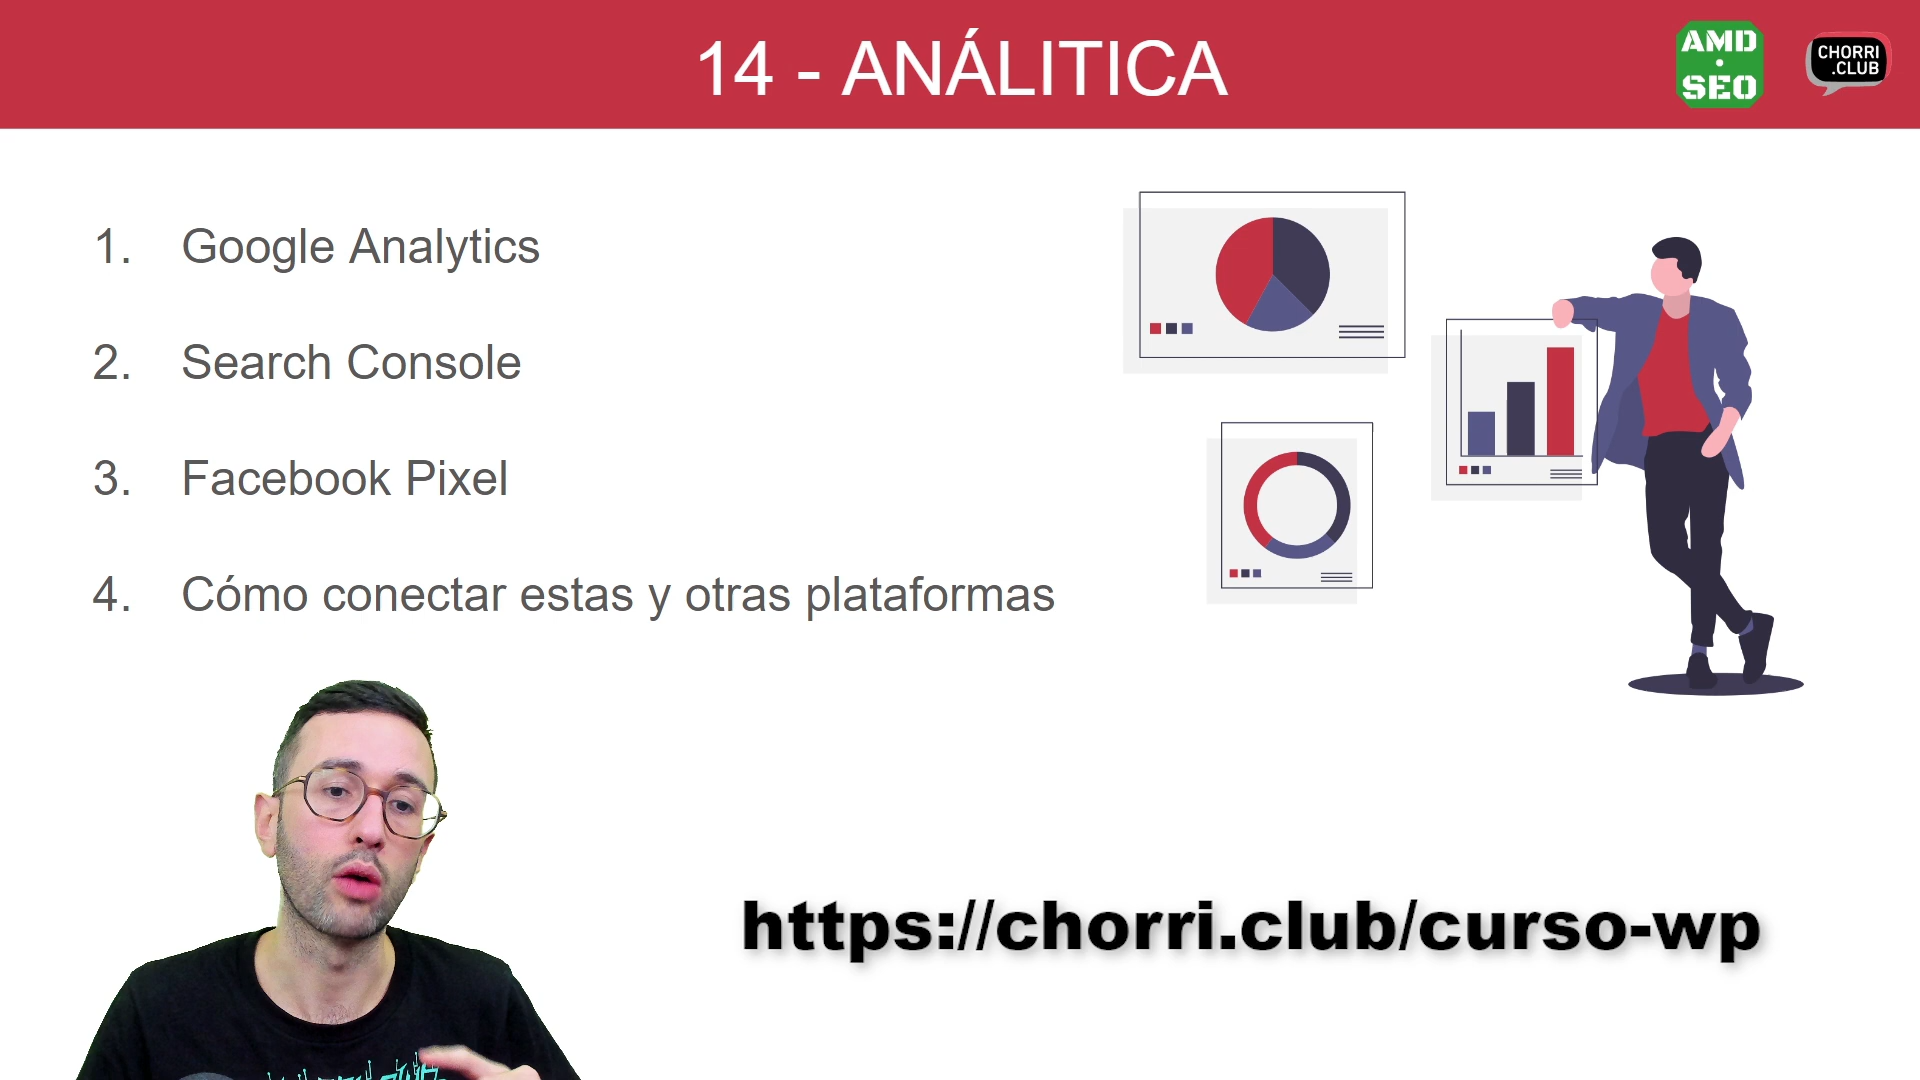 14 - ANÁLITICA
AMD
SEO
CHORRI
.CLUB
1. Google Analytics
2. Search Console
3. Facebook Pixel
4. Cómo conectar estas y otras plataformas
https://chorri.club/curso-wp